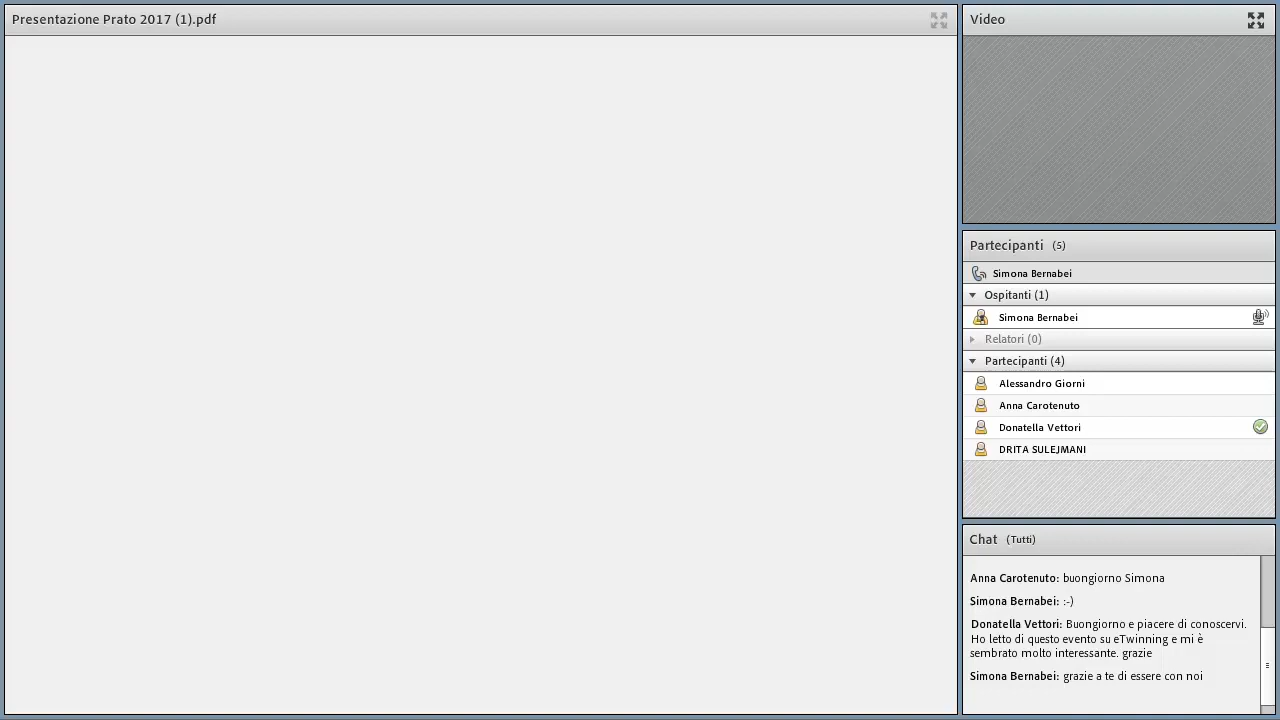 Presentazione Prato 2017 (1).pdf
Video
Partecipanti (5)
Simona Bernabei
Ospitanti (1)
Simona Bernabei
Relatori (0)
Partecipanti (4)
Alessandro Giorni
Anna Carotenuto
Donatella Vettori
DRITA SULEJMANI
Chat (Tutti)
Anna Carotenuto: buongiorno Simona
Simona Bernabei: :-)
Donatella Vettori: Buongiorno e piacere di conoscervi.
Ho letto di questo evento su eTwinning e mi è
sembrato molto interessante. grazie
Simona Bernabei: grazie a te di essere con noi